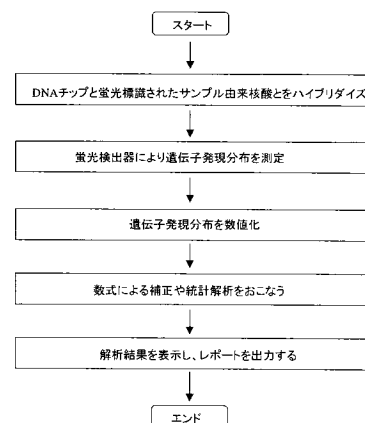 スタート
DNAチップと蛍光標識されたサンプル由来核酸とをハイブリダイズ
蛍光検出器により遺伝子発現分布を測定
遺伝子発現分布を数値化
数式による補正や統計解析をおこなう
解析結果を表示し、レポートを出力する
エンド